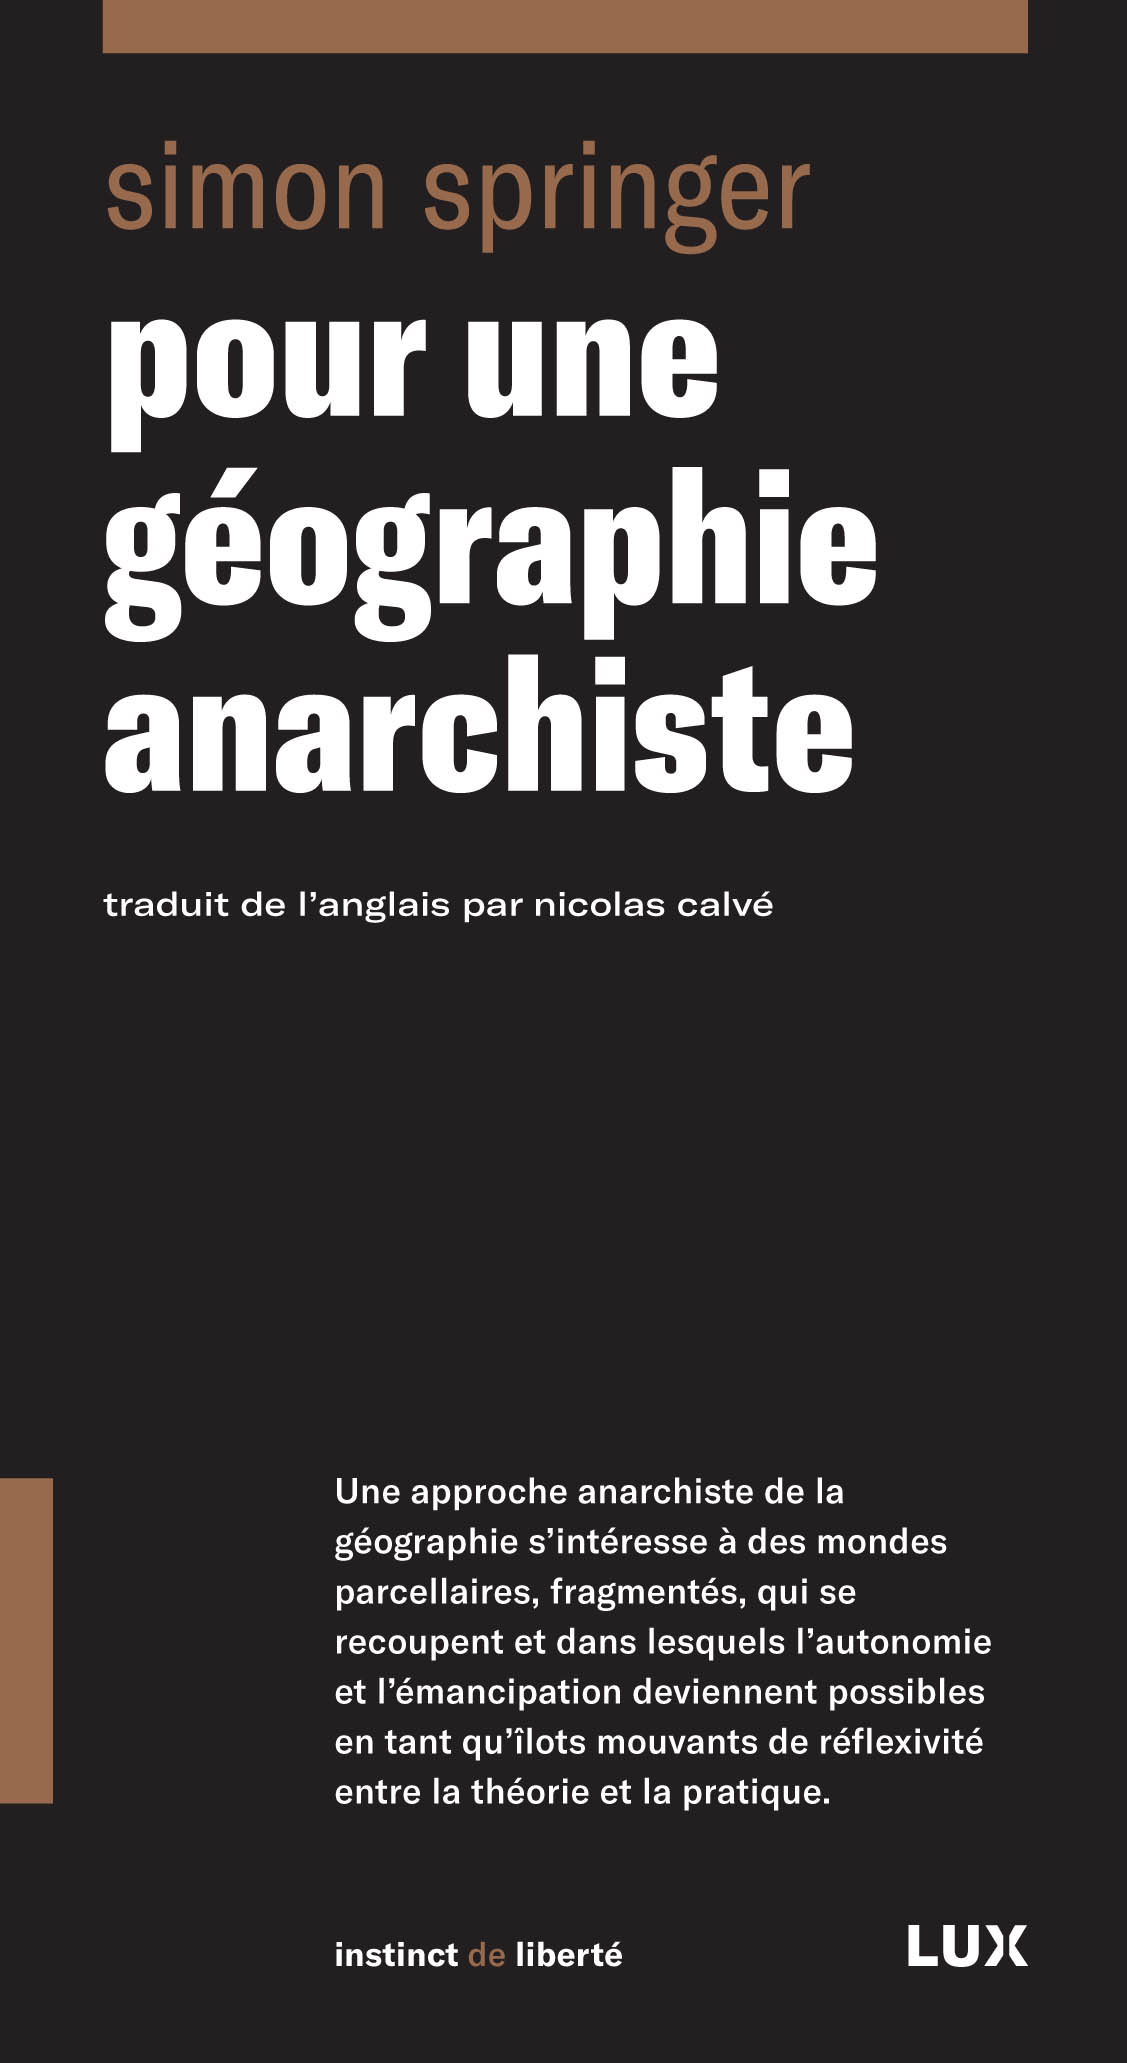 simon springer
pour une
géographie
anarchiste
traduit de l’anglais par nicolas calvé
Une approche anarchiste de la
géographie s’intéresse à des mondes
parcellaires, fragmentés, qui se
recoupent et dans lesquels l’autonomie
et l’émancipation deviennent possibles
en tant qu’îlots mouvants de réflexivité
entre la théorie et la pratique.
instinct de liberté
LUX